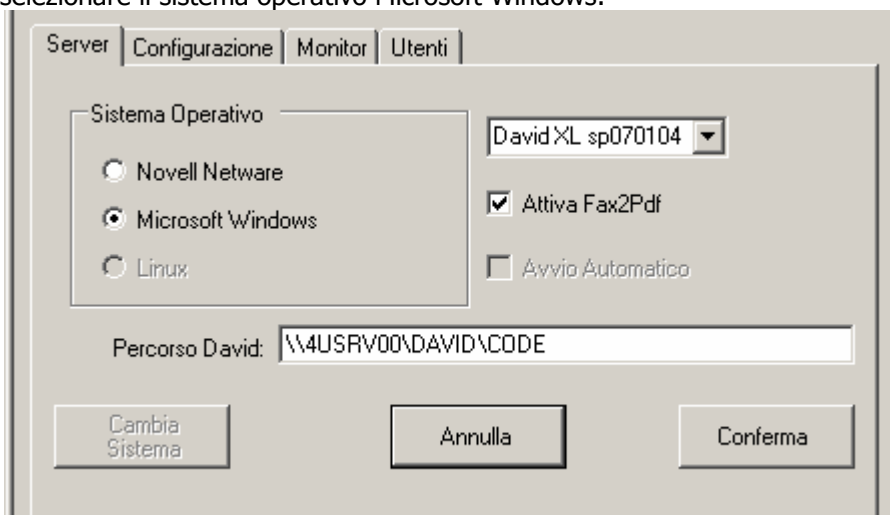 selezionare il sistema operativo Microsoft Windows.
Server Configurazione Monitor Utenti
Sistema Operativo
David XL sp070104
Novell Netware
Attiva Fax2Pdf
Microsoft Windows
Linux
Avvio Automatico
Percorso David: \\4USRV00\DAVID\CODE
Cambia
Sistema
Annulla
Conferma